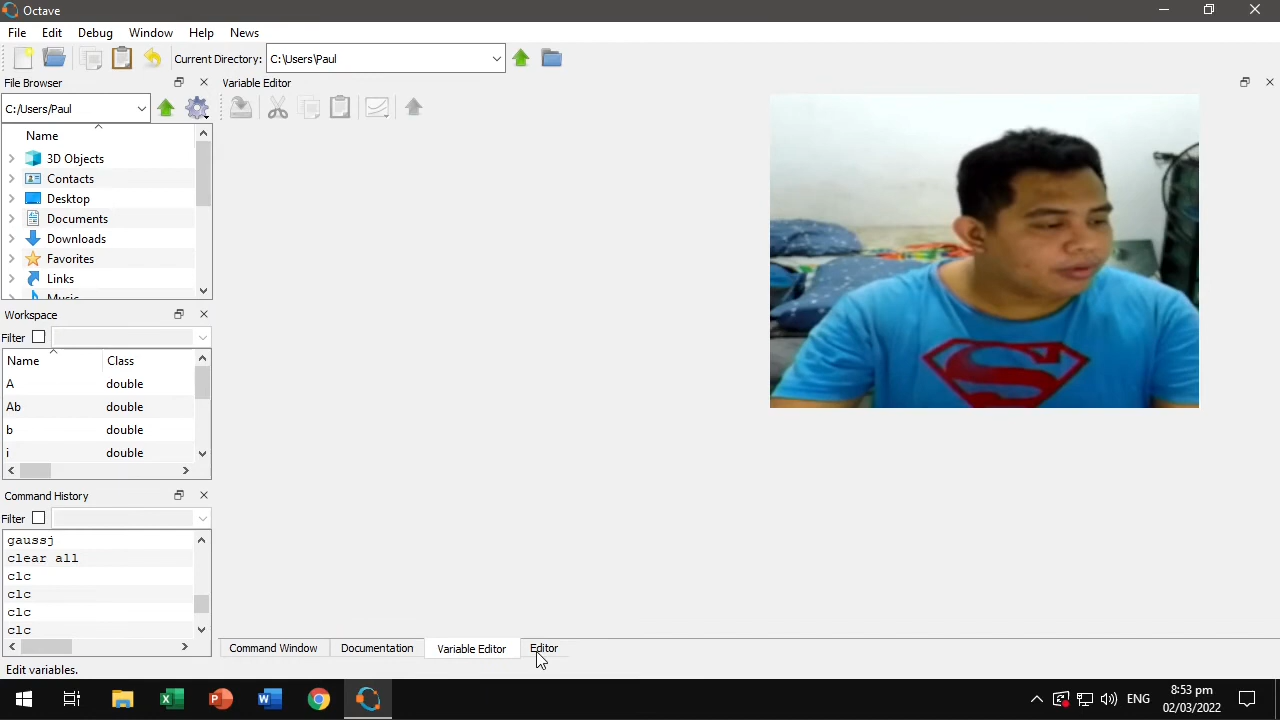 Octave
File Edit Debug Window Help News
Current Directory: C:\Users\Paul
File Browser
Variable Editor
C:/Users/Paul
Name
3D Objects
Contacts
Desktop
Documents
Downloads
Favorites
Links
Music
Workspace
Filter
Name Class
A double
Ab double
b double
i double
Command History
Filter
gaussj
clear all
clc
clc
clc
clc
Command Window Documentation Variable Editor Editor
Edit variables.
ENG
8:53 pm
02/03/2022